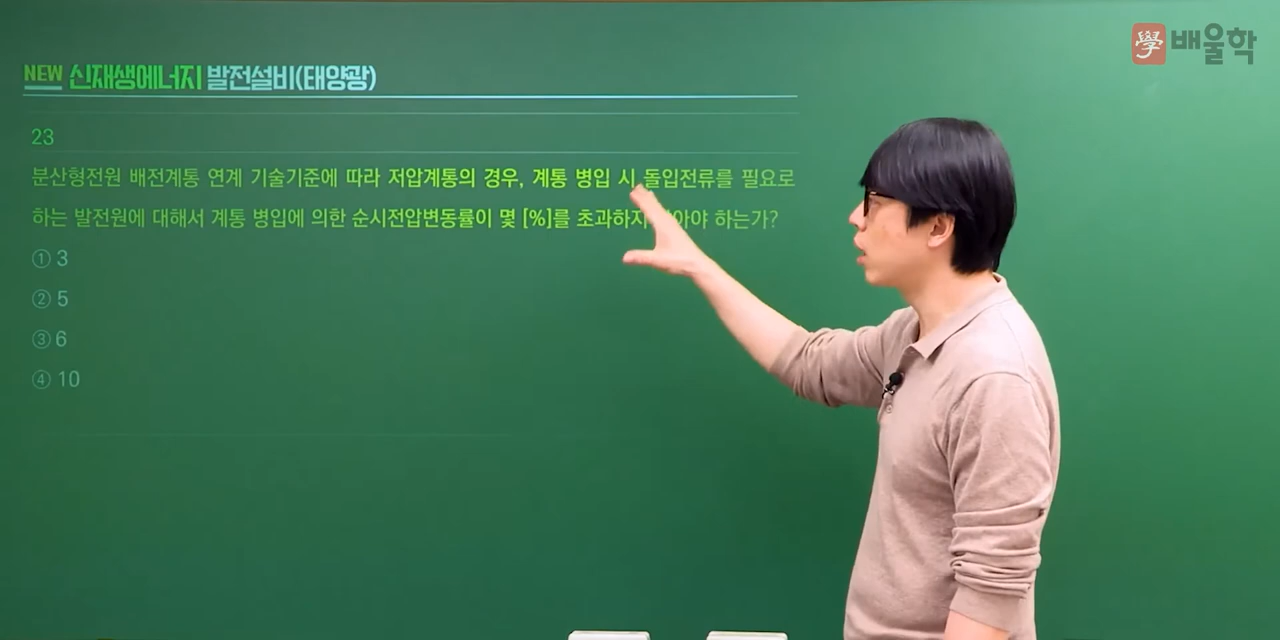 學 배울학
NEW 신재생에너지 발전설비(태양광)
23
분산형전원 배전계통 연계 기술기준에 따라 저압계통의 경우, 계통 병입 시 돌입전류를 필요로
하는 발전원에 대해서 계통 병입에 의한 순시전압변동률이 몇 [%]를 초과하지 하는가?
① 3
② 5
③ 6
④ 10